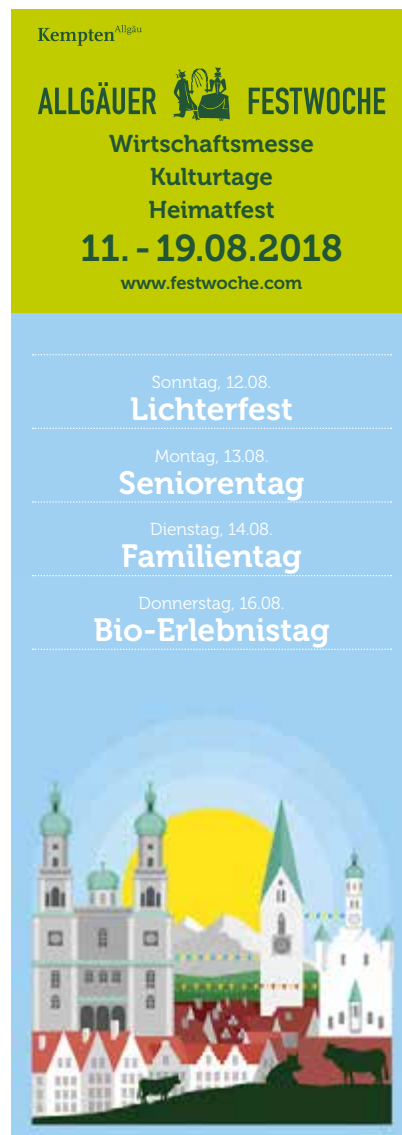 KemptenAllgäu
ALLGÄUER FESTWOCHE
Wirtschaftsmesse
Kulturtage
Heimatfest
11. - 19.08.2018
www.festwoche.com
Sonntag, 12.08.
Lichterfest
Montag, 13.08.
Seniorentag
Dienstag, 14.08.
Familientag
Donnerstag, 16.08.
Bio-Erlebnistag